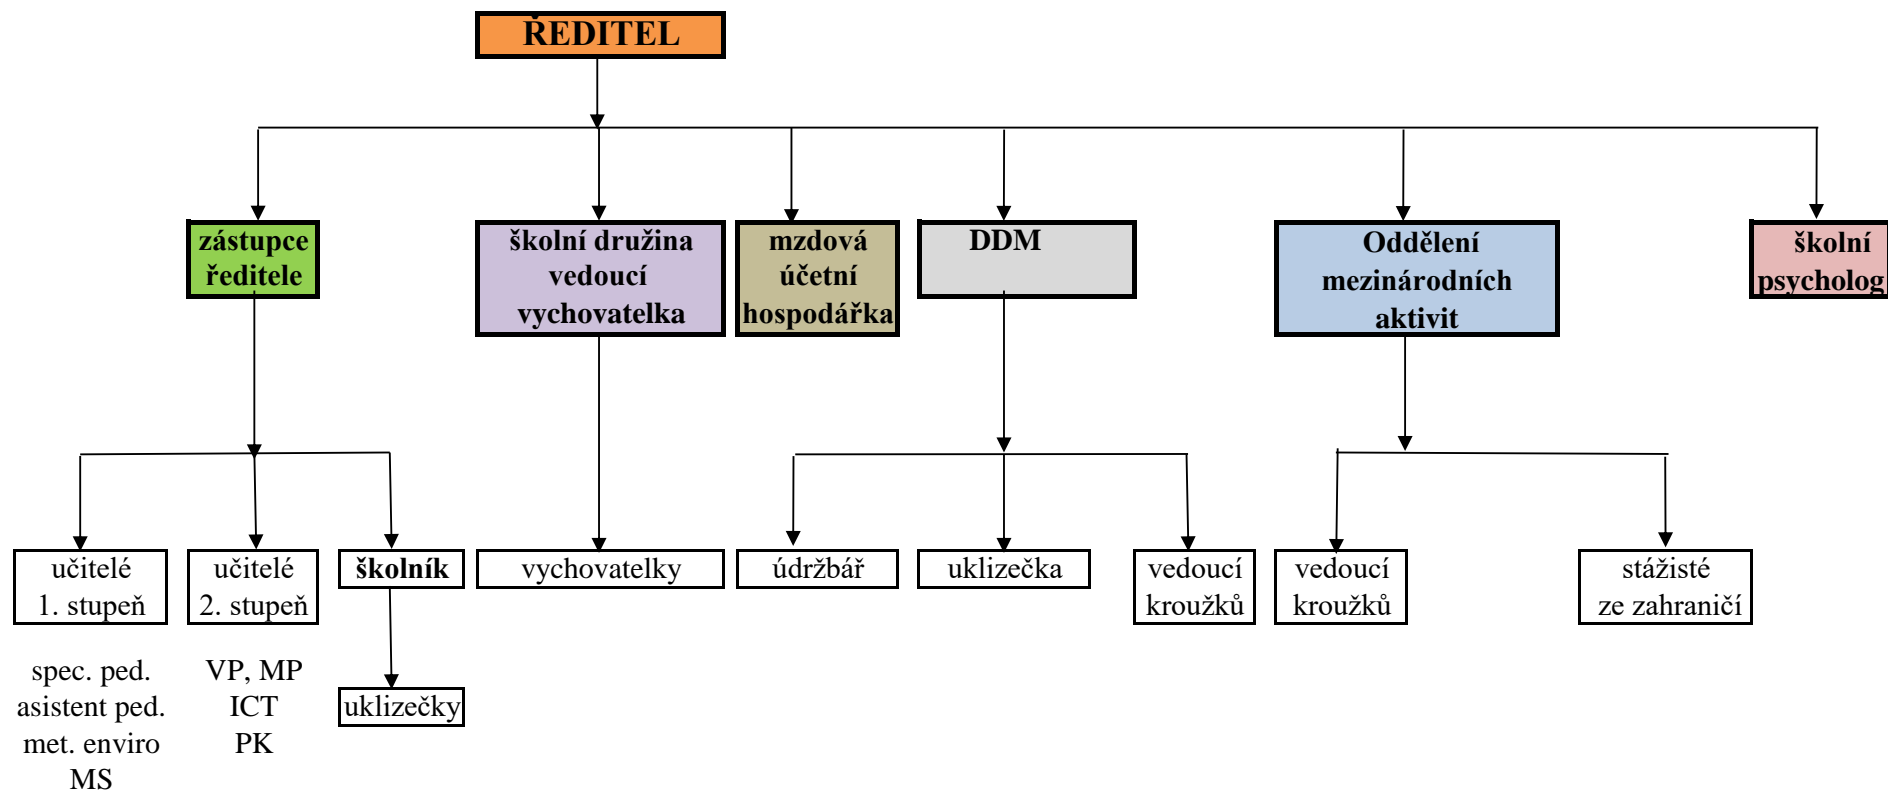 ŘEDITEL
zástupce
ředitele
školní družina
vedoucí
vychovatelka
mzdová
účetní
hospodářka
DDM
Oddělení
mezinárodních
aktivit
školní
psycholog
učitelé
1. stupeň
učitelé
2. stupeň
školník
vychovatelky
údržbář
uklizečka
vedoucí
kroužků
vedoucí
kroužků
stážisté
ze zahraničí
spec. ped.
asistent ped.
met. enviro
MS
VP, MP
ICT
PK
uklizečky